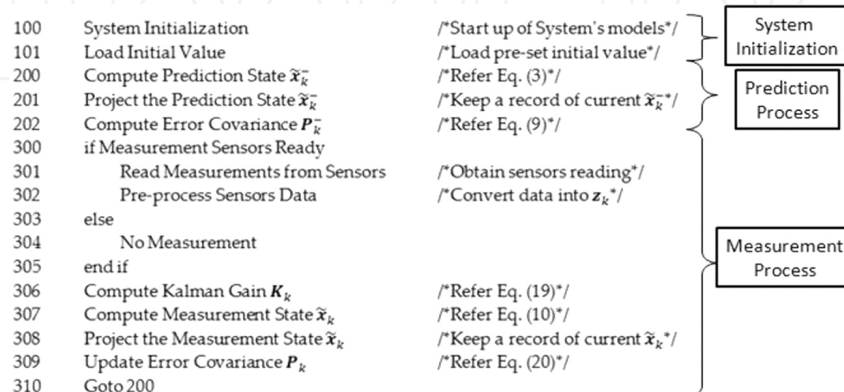 100 System Initialization /*Start up of System's models*/
101 Load Initial Value /*Load pre-set initial value*/
200 Compute Prediction State x̃ₖ⁻ /*Refer Eq. (3)*/
201 Project the Prediction State x̃ₖ⁻ /*Keep a record of current x̃ₖ⁻*/
202 Compute Error Covariance Pₖ⁻ /*Refer Eq. (9)*/
300 if Measurement Sensors Ready
301 Read Measurements from Sensors /*Obtain sensors reading*/
302 Pre-process Sensors Data /*Convert data into zₖ*/
303 else
304 No Measurement
305 end if
306 Compute Kalman Gain Kₖ /*Refer Eq. (19)*/
307 Compute Measurement State x̃ₖ /*Refer Eq. (10)*/
308 Project the Measurement State x̃ₖ /*Keep a record of current x̃ₖ*/
309 Update Error Covariance Pₖ /*Refer Eq. (20)*/
310 Goto 200
System
Initialization
Prediction
Process
Measurement
Process